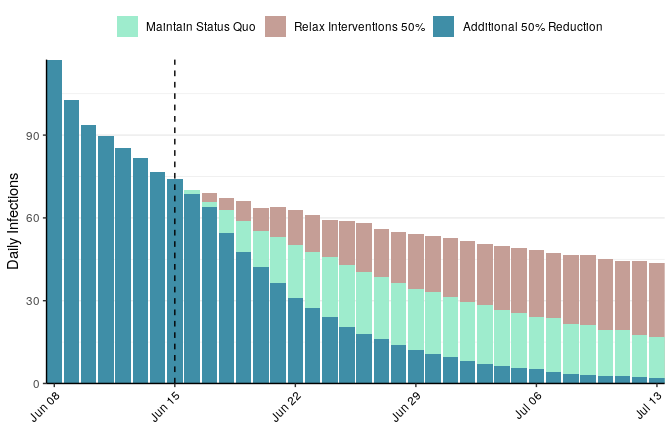 Maintain Status Quo Relax Interventions 50% Additional 50% Reduction
Daily Infections
90
60
30
0
Jun 08 Jun 15 Jun 22 Jun 29 Jul 06 Jul 13